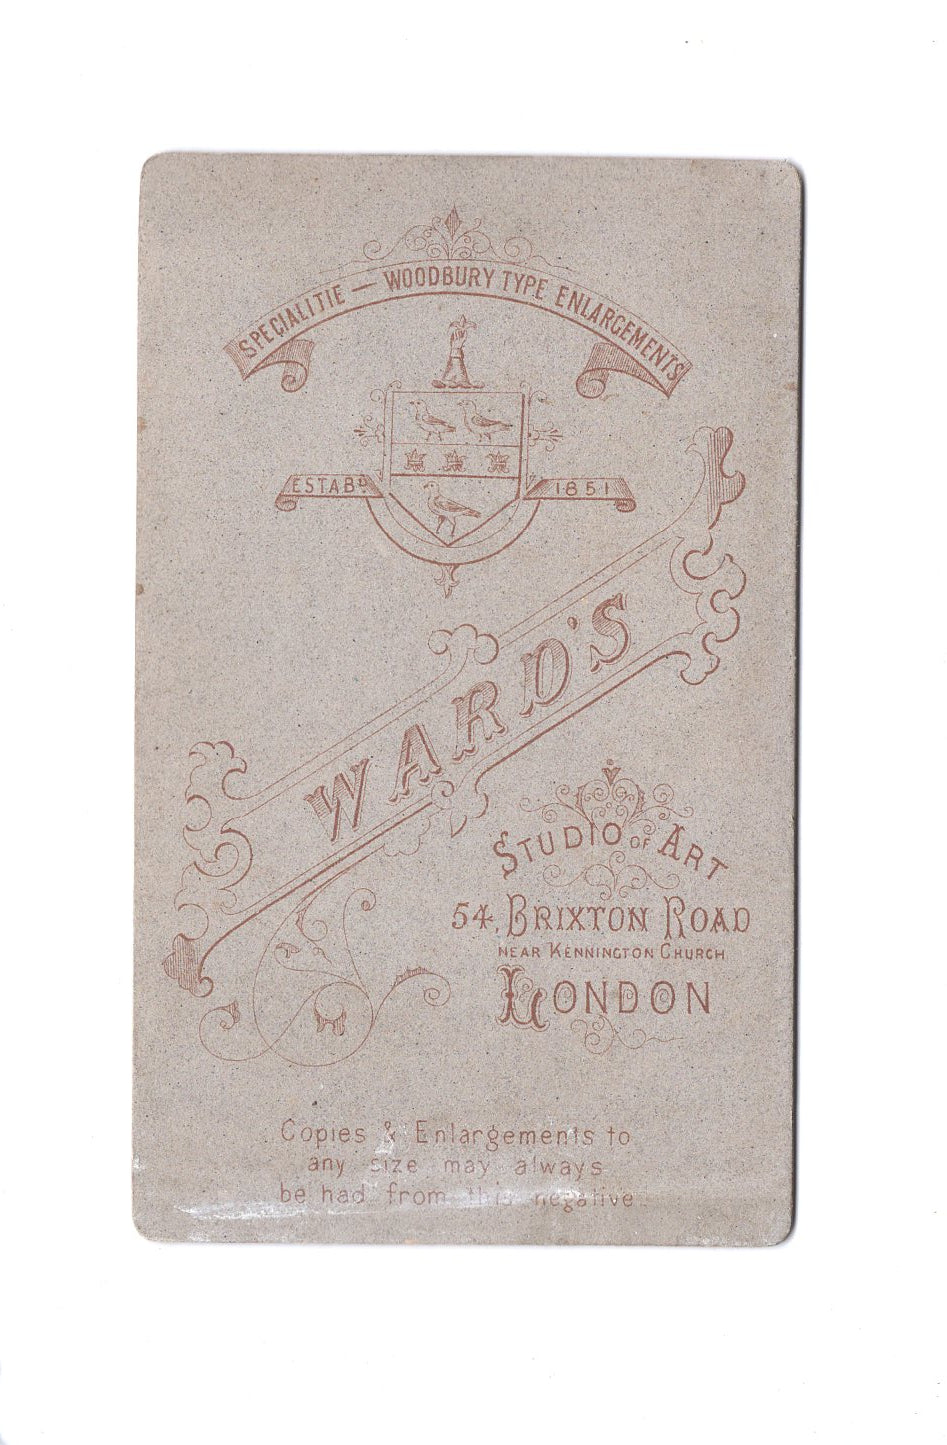 SPECIALITIE — WOODBURY TYPE ENLARGEMENTS
ESTABD 1851
WARD'S
STUDIO OF ART
54, BRIXTON ROAD
NEAR KENNINGTON CHURCH
LONDON
Copies & Enlargements to
any size may always
be had from this negative